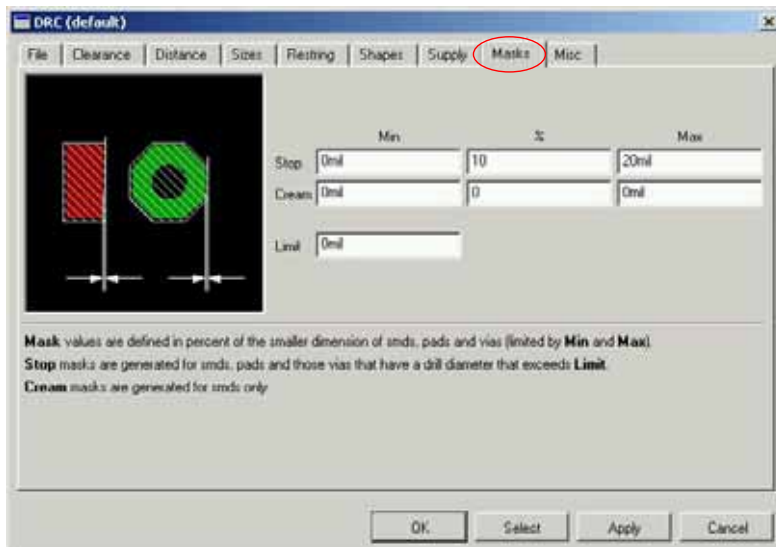 DRC (default)
File Clearance Distance Sizes Restring Shapes Supply Masks Misc
Min % Max
Stop 0mil 10 20mil
Cream 0mil 0 0mil
Limit 0mil
Mask values are defined in percent of the smaller dimension of smds, pads and vias (limited by Min and Max).
Stop masks are generated for smds, pads and those vias that have a drill diameter that exceeds Limit.
Cream masks are generated for smds only
OK Select Apply Cancel